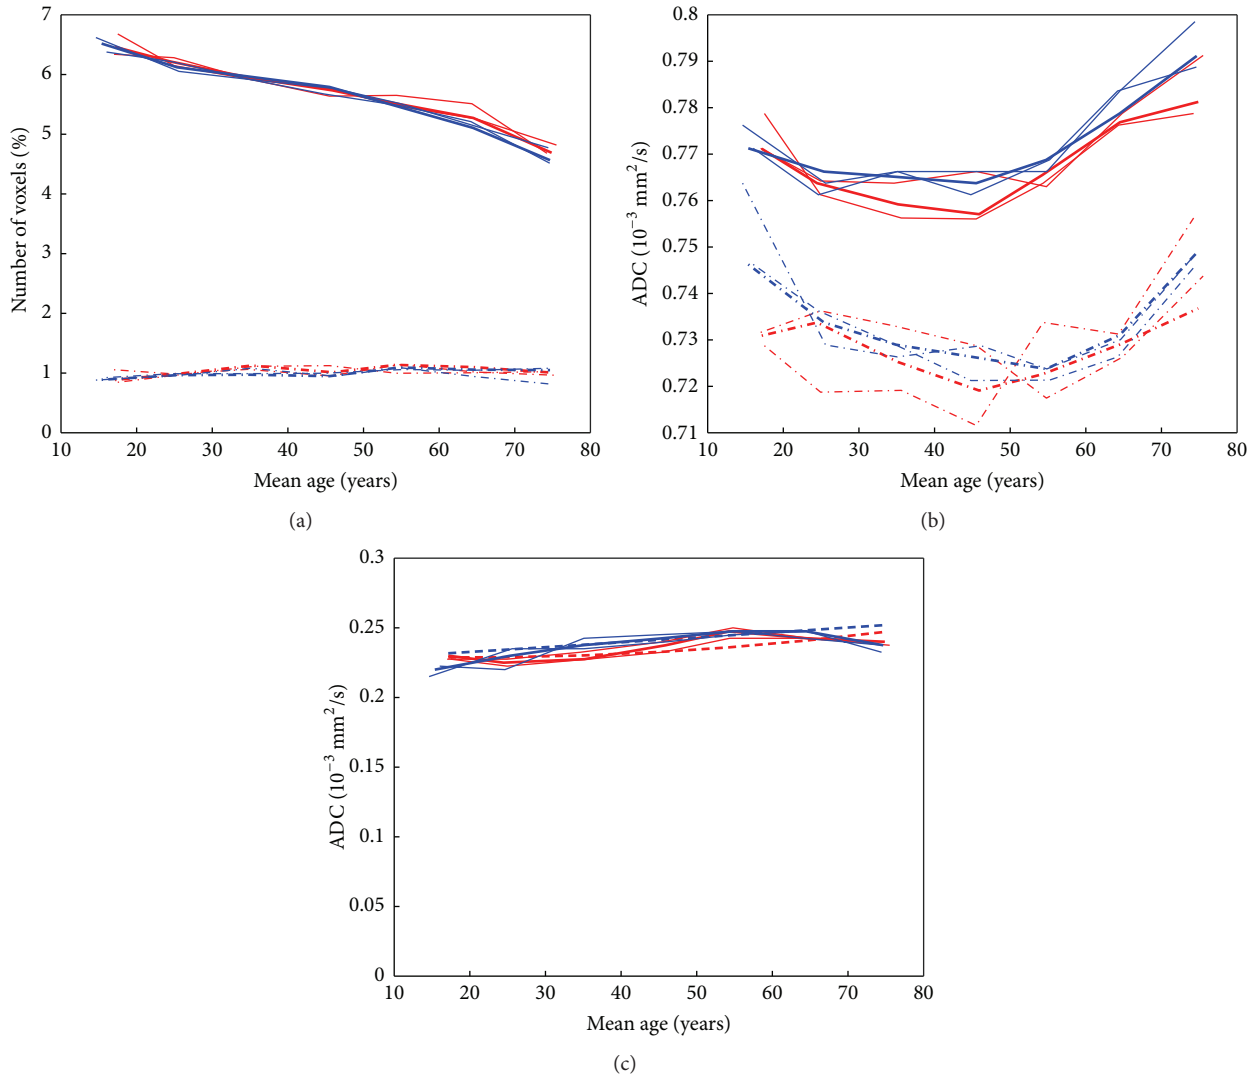 7
6
5
4
3
2
1
0
Number of voxels (%)
10 20 30 40 50 60 70 80
Mean age (years)
(a)
0.8
0.79
0.78
0.77
0.76
0.75
0.74
0.73
0.72
0.71
ADC (10⁻³ mm²/s)
10 20 30 40 50 60 70 80
Mean age (years)
(b)
0.3
0.25
0.2
0.15
0.1
0.05
0
ADC (10⁻³ mm²/s)
10 20 30 40 50 60 70 80
Mean age (years)
(c)